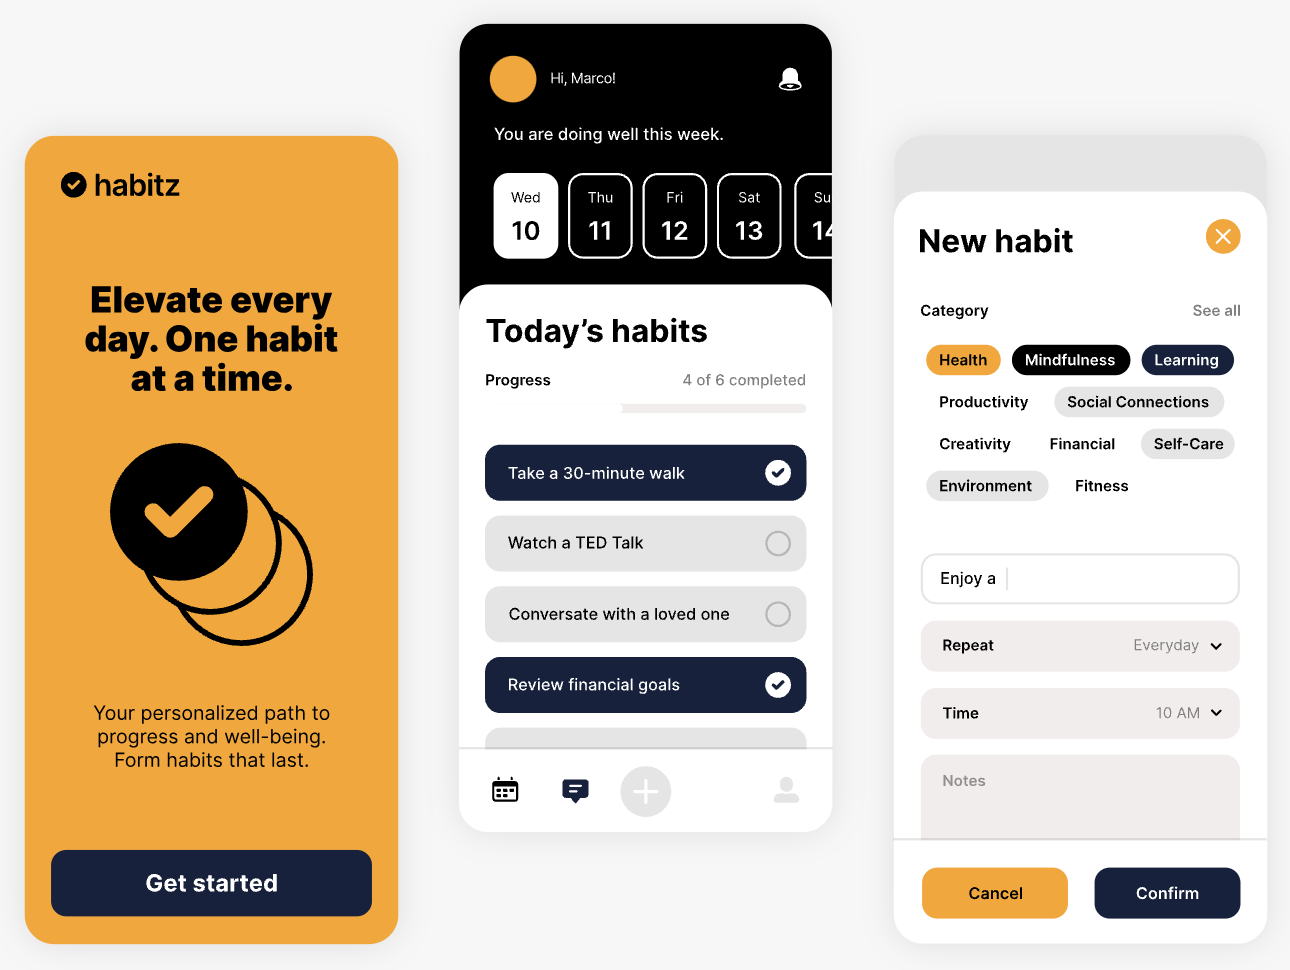 habitz
Elevate every
day. One habit
at a time.
Your personalized path to
progress and well-being.
Form habits that last.
Get started
Hi, Marco!
You are doing well this week.
Wed Thu Fri Sat Su
10 11 12 13 14
Today’s habits
Progress 4 of 6 completed
Take a 30-minute walk
Watch a TED Talk
Conversate with a loved one
Review financial goals
New habit
Category See all
Health Mindfulness Learning
Productivity Social Connections
Creativity Financial Self-Care
Environment Fitness
Enjoy a
Repeat Everyday
Time 10 AM
Notes
Cancel Confirm